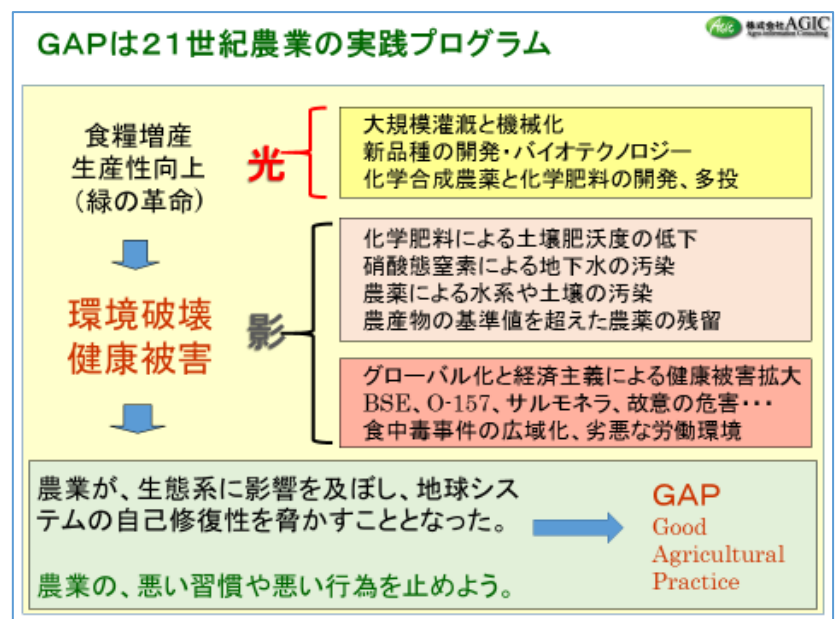 GAPは21世紀農業の実践プログラム
Agic
株式会社AGIC
Agro-information Consulting
食糧増産
生産性向上
(緑の革命)
光
大規模灌漑と機械化
新品種の開発・バイオテクノロジー
化学合成農薬と化学肥料の開発、多投
環境破壊
健康被害
影
化学肥料による土壌肥沃度の低下
硝酸態窒素による地下水の汚染
農薬による水系や土壌の汚染
農産物の基準値を超えた農薬の残留
グローバル化と経済主義による健康被害拡大
BSE、O-157、サルモネラ、故意の危害・・・
食中毒事件の広域化、劣悪な労働環境
農業が、生態系に影響を及ぼし、地球シス
テムの自己修復性を脅かすこととなった。
農業の、悪い習慣や悪い行為を止めよう。
GAP
Good
Agricultural
Practice